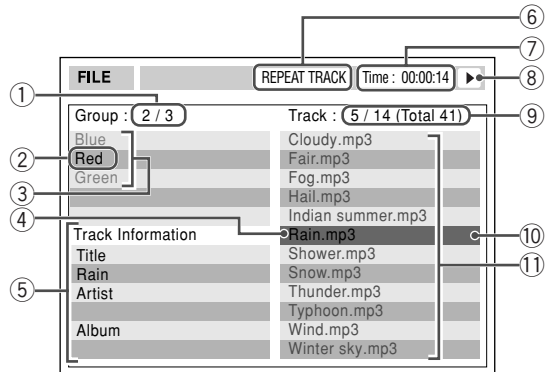 ⑥
⑦
FILE REPEAT TRACK Time : 00:00:14 ⑧
① Group : 2 / 3 Track : 5 / 14 (Total 41) ⑨
Blue Cloudy.mp3
② Red Fair.mp3
Green Fog.mp3
③ Hail.mp3
④ Indian summer.mp3
Track Information Rain.mp3 ⑩
Title Shower.mp3
Rain Snow.mp3 ⑪
⑤ Artist Thunder.mp3
Typhoon.mp3
Album Wind.mp3
Winter sky.mp3